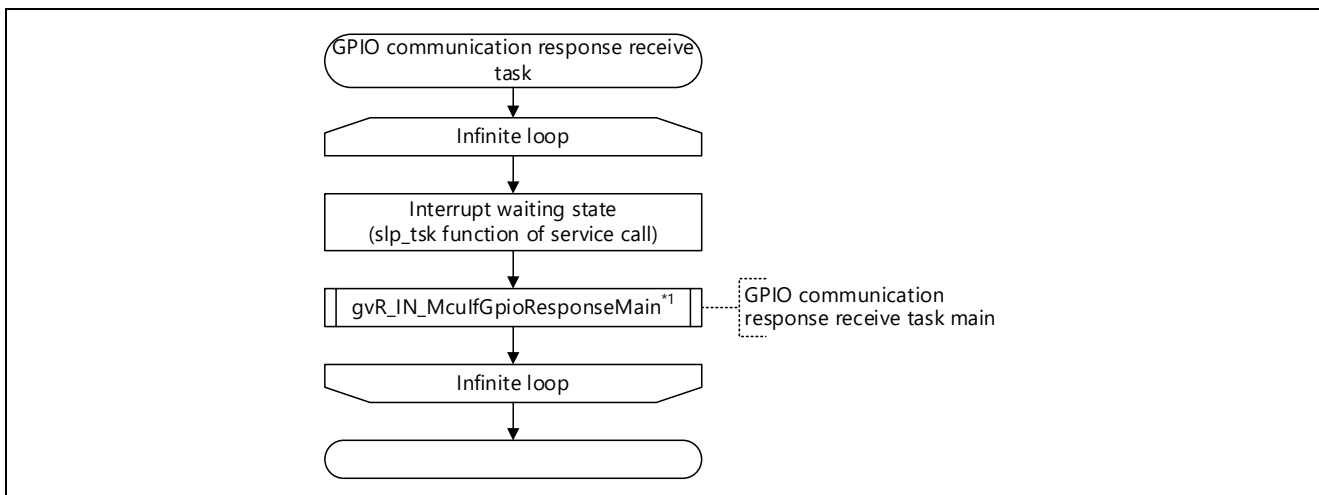 GPIO communication response receive
task
Infinite loop
Interrupt waiting state
(slp_tsk function of service call)
gvR_IN_McuIfGpioResponseMain*1
GPIO communication
response receive task main
Infinite loop